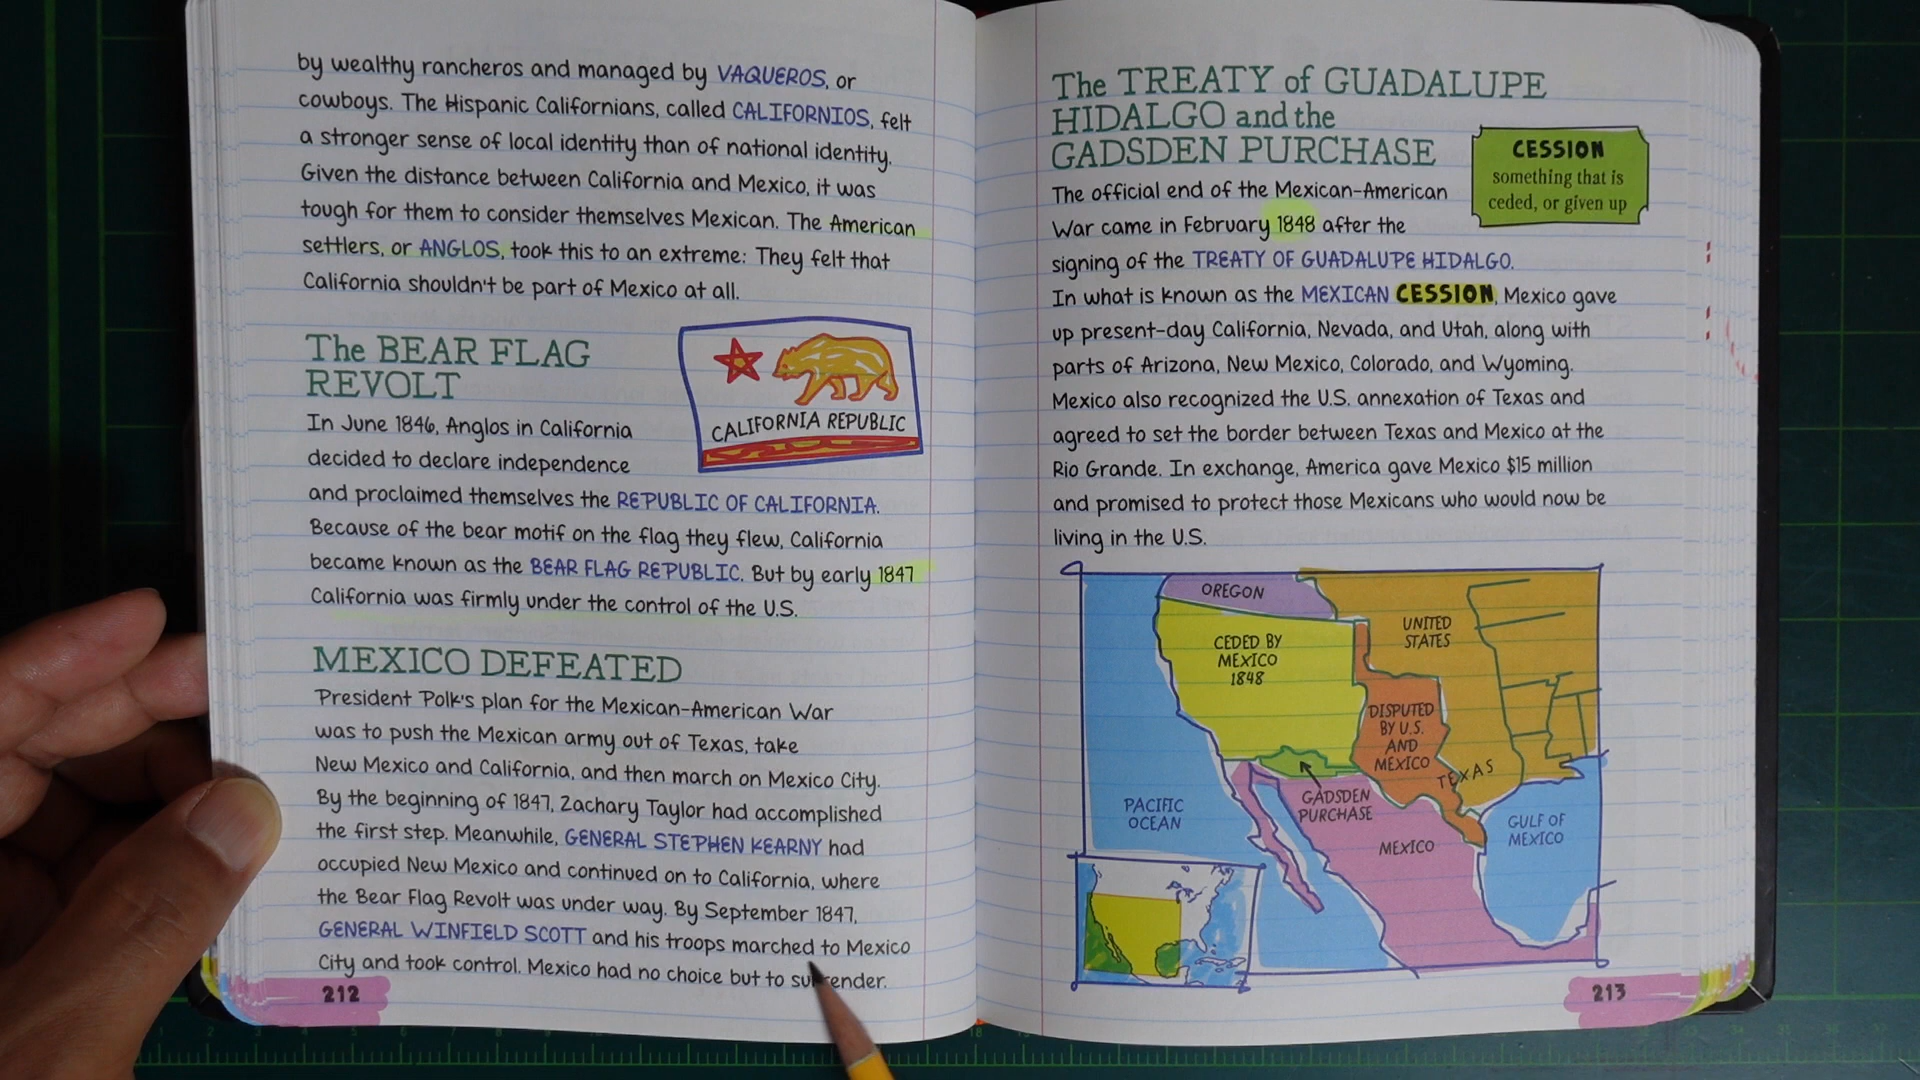 by wealthy rancheros and managed by VAQUEROS, or
cowboys. The Hispanic Californians, called CALIFORNIOS, felt
a stronger sense of local identity than of national identity.
Given the distance between California and Mexico, it was
tough for them to consider themselves Mexican. The American
settlers, or ANGLOS, took this to an extreme: They felt that
California shouldn't be part of Mexico at all.
The BEAR FLAG
REVOLT
CALIFORNIA REPUBLIC
In June 1846, Anglos in California
decided to declare independence
and proclaimed themselves the REPUBLIC OF CALIFORNIA.
Because of the bear motif on the flag they flew, California
became known as the BEAR FLAG REPUBLIC. But by early 1847
California was firmly under the control of the U.S.
MEXICO DEFEATED
President Polk's plan for the Mexican-American War
was to push the Mexican army out of Texas, take
New Mexico and California, and then march on Mexico City.
By the beginning of 1847, Zachary Taylor had accomplished
the first step. Meanwhile, GENERAL STEPHEN KEARNY had
occupied New Mexico and continued on to California, where
the Bear Flag Revolt was under way. By September 1847,
GENERAL WINFIELD SCOTT and his troops marched to Mexico
City and took control. Mexico had no choice but to surrender.
212
The TREATY of GUADALUPE
HIDALGO and the
GADSDEN PURCHASE
CESSION
something that is
ceded, or given up
The official end of the Mexican-American
War came in February 1848 after the
signing of the TREATY OF GUADALUPE HIDALGO.
In what is known as the MEXICAN CESSION, Mexico gave
up present-day California, Nevada, and Utah, along with
parts of Arizona, New Mexico, Colorado, and Wyoming.
Mexico also recognized the U.S. annexation of Texas and
agreed to set the border between Texas and Mexico at the
Rio Grande. In exchange, America gave Mexico $15 million
and promised to protect those Mexicans who would now be
living in the U.S.
OREGON
UNITED
STATES
CEDED BY
MEXICO
1848
DISPUTED
BY U.S.
AND
MEXICO
TEXAS
GADSDEN
PURCHASE
PACIFIC
OCEAN
GULF OF
MEXICO
MEXICO
213